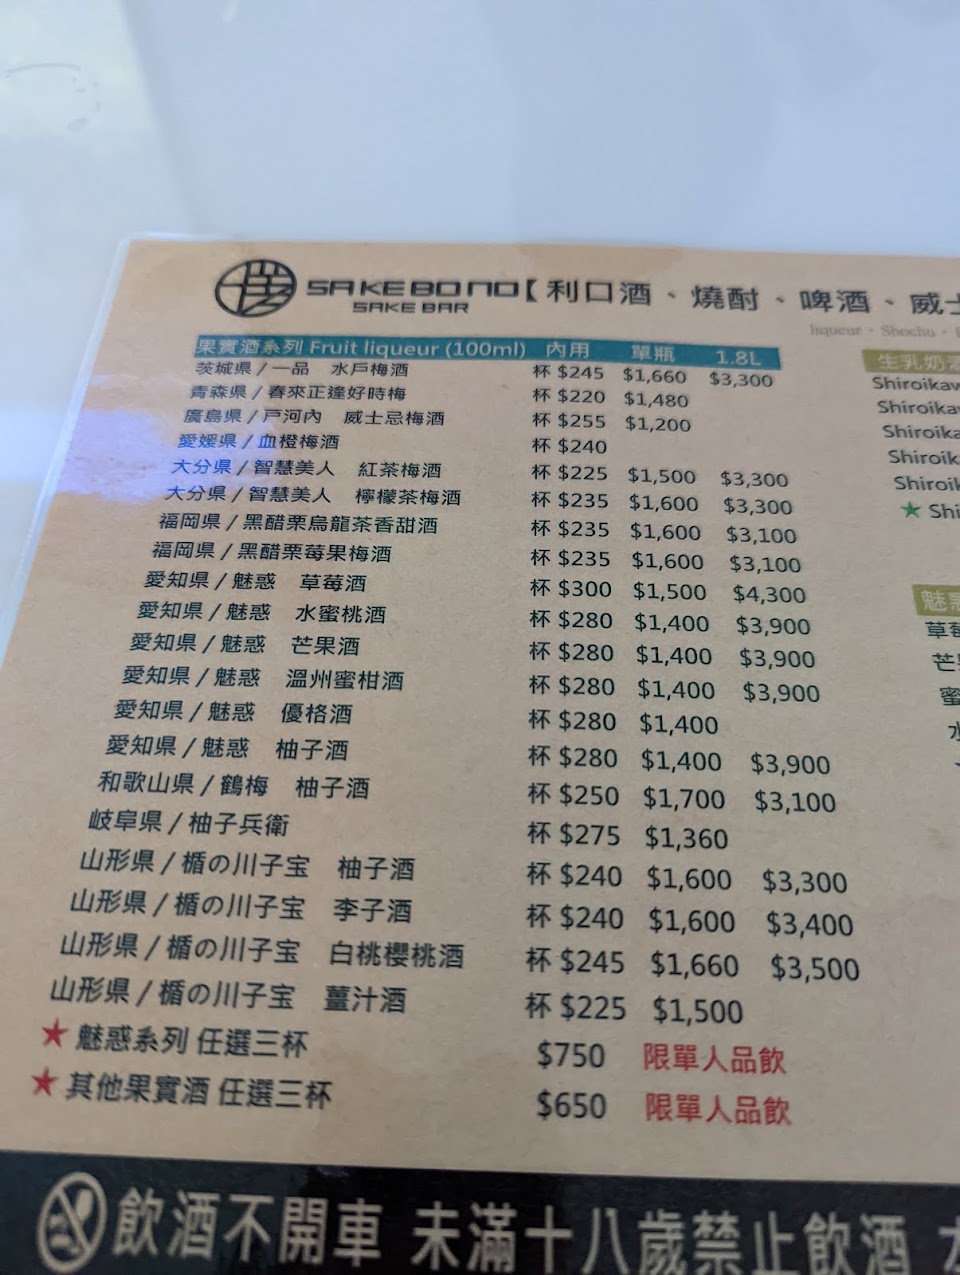 SAKEBONO【利口酒、燒酎、啤酒、威士
SAKE BAR
liqueur · Shochu ·
果實酒系列 Fruit liqueur (100ml) 內用 單瓶 1.8L
茨城県 / 一品 水戶梅酒 杯 $245 $1,660 $3,300
青森県 / 春來正達好時梅 杯 $220 $1,480
廣島県 / 戸河內 威士忌梅酒 杯 $255 $1,200
愛媛県 / 血橙梅酒 杯 $240
大分県 / 智慧美人 紅茶梅酒 杯 $225 $1,500 $3,300
大分県 / 智慧美人 檸檬茶梅酒 杯 $235 $1,600 $3,300
福岡県 / 黑醋栗烏龍茶香甜酒 杯 $235 $1,600 $3,100
福岡県 / 黑醋栗莓果梅酒 杯 $235 $1,600 $3,100
愛知県 / 魅惑 草莓酒 杯 $300 $1,500 $4,300
愛知県 / 魅惑 水蜜桃酒 杯 $280 $1,400 $3,900
愛知県 / 魅惑 芒果酒 杯 $280 $1,400 $3,900
愛知県 / 魅惑 溫州蜜柑酒 杯 $280 $1,400 $3,900
愛知県 / 魅惑 優格酒 杯 $280 $1,400
愛知県 / 魅惑 柚子酒 杯 $280 $1,400 $3,900
和歌山県 / 鶴梅 柚子酒 杯 $250 $1,700 $3,100
岐阜県 / 柚子兵衛 杯 $275 $1,360
山形県 / 楯の川子宝 柚子酒 杯 $240 $1,600 $3,300
山形県 / 楯の川子宝 李子酒 杯 $240 $1,600 $3,400
山形県 / 楯の川子宝 白桃櫻桃酒 杯 $245 $1,660 $3,500
山形県 / 楯の川子宝 薑汁酒 杯 $225 $1,500
★ 魅惑系列 任選三杯 $750 限單人品飲
★ 其他果實酒 任選三杯 $650 限單人品飲
生乳奶酒
Shiroikaw
Shiroika
Shiroika
Shiroik
Shiroik
★ Shi
魅惑
草莓
芒果
蜜
水
飲酒不開車 未滿十八歲禁止飲酒